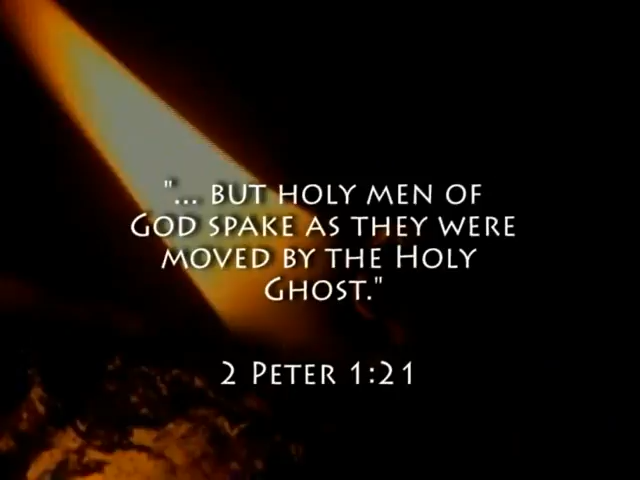 "... but holy men of
God spake as they were
moved by the Holy
Ghost."
2 Peter 1:21